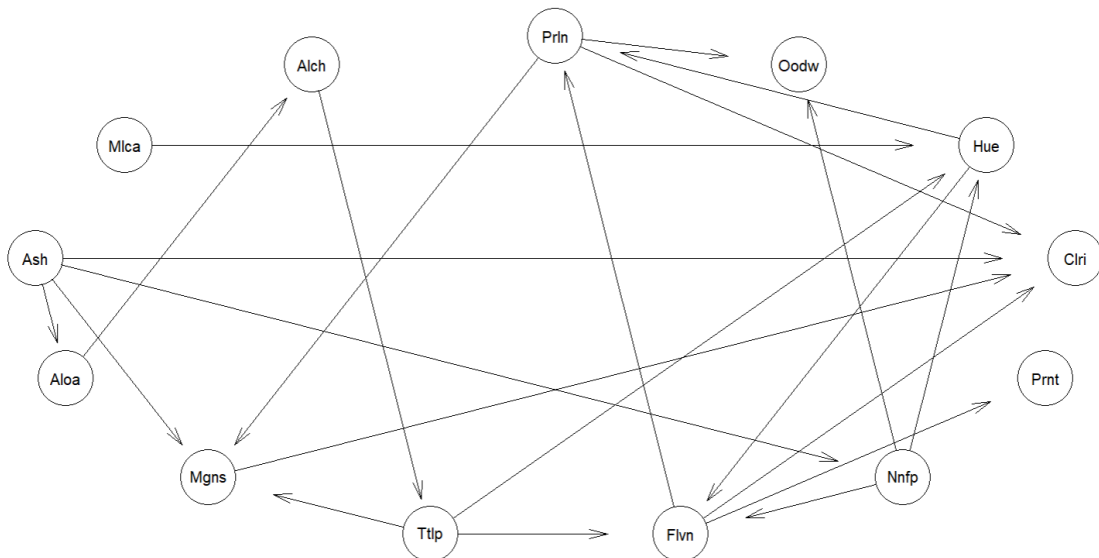 Prln
Alch
Oodw
Mlca
Hue
Ash
Clri
Aloa
Prnt
Mgns
Nnfp
Ttlp
Flvn